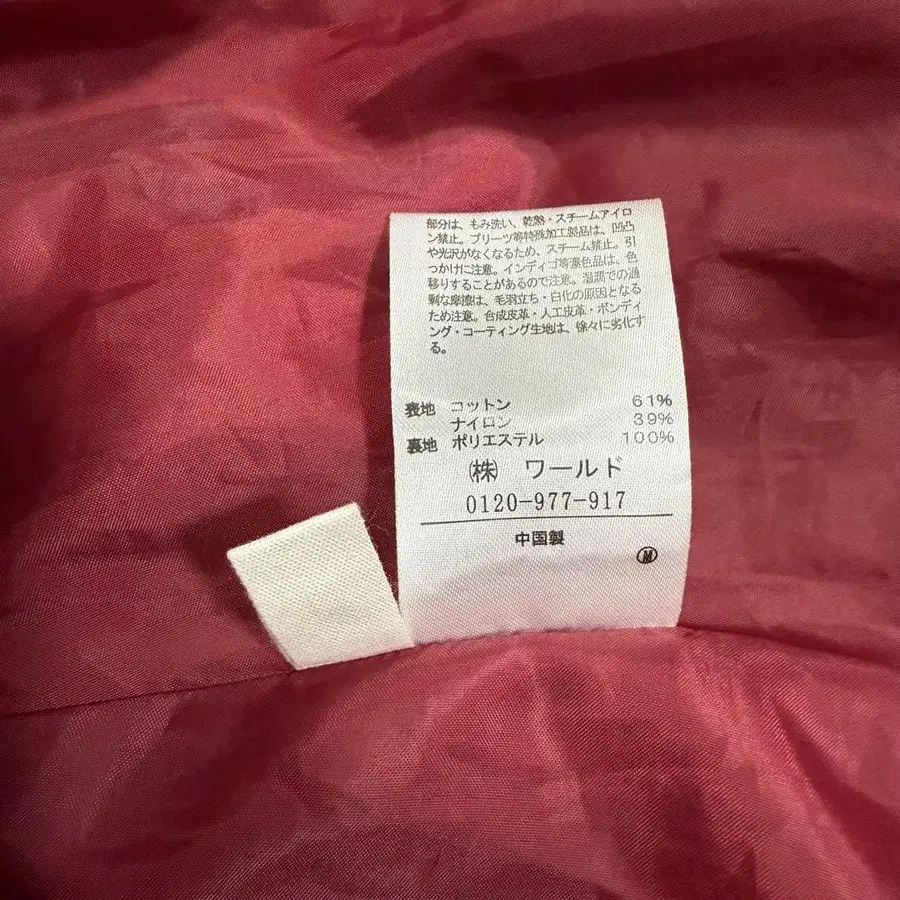 部分は、もみ洗い、乾熱・スチームアイロ
ン禁止。プリーツ等特殊加工製品は、凹凸
や光沢がなくなるため、スチーム禁止。引
っかけに注意。インディゴ等濃色品は、色
移りすることがあるので注意。湿潤での過
剰な摩擦は、毛羽立ち・白化の原因となる
ため注意。合成皮革・人工皮革・ボンディ
ング・コーティング生地は、徐々に劣化す
る。
表地 コットン 61%
ナイロン 39%
裏地 ポリエステル 100%
㈱ ワールド
0120-977-917
中国製
Ⓜ